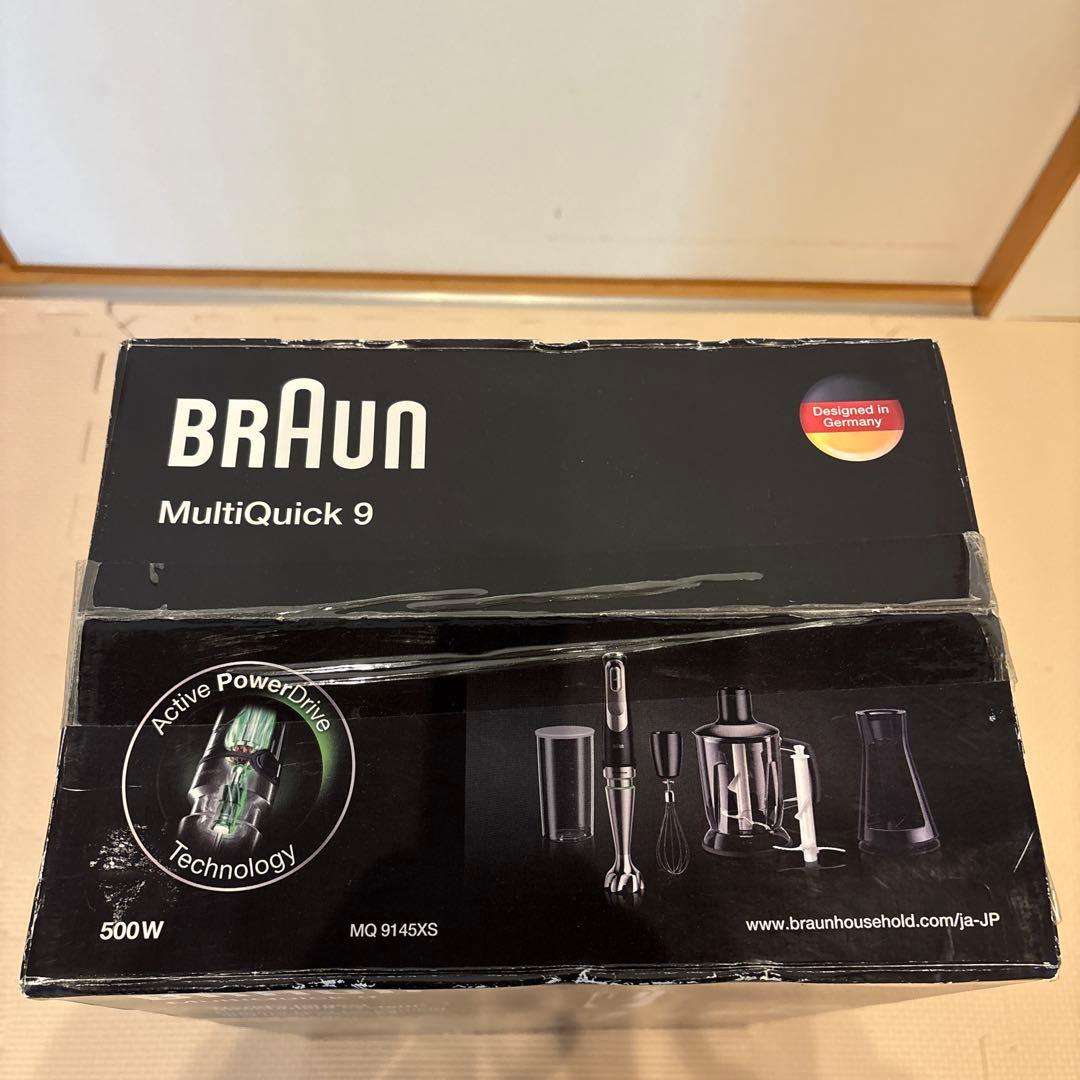 BRAUN
MultiQuick 9
Designed in
Germany
Active PowerDrive
Technology
500W
MQ 9145XS
www.braunhousehold.com/ja-JP